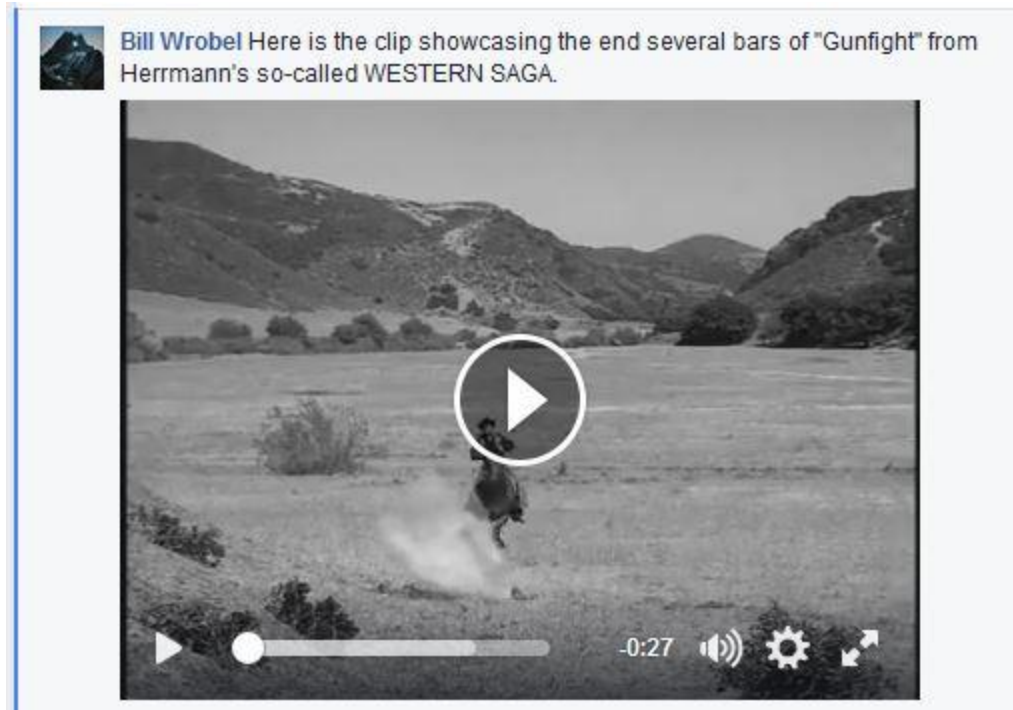 Bill Wrobel Here is the clip showcasing the end several bars of "Gunfight" from
Herrmann's so-called WESTERN SAGA.
-0:27